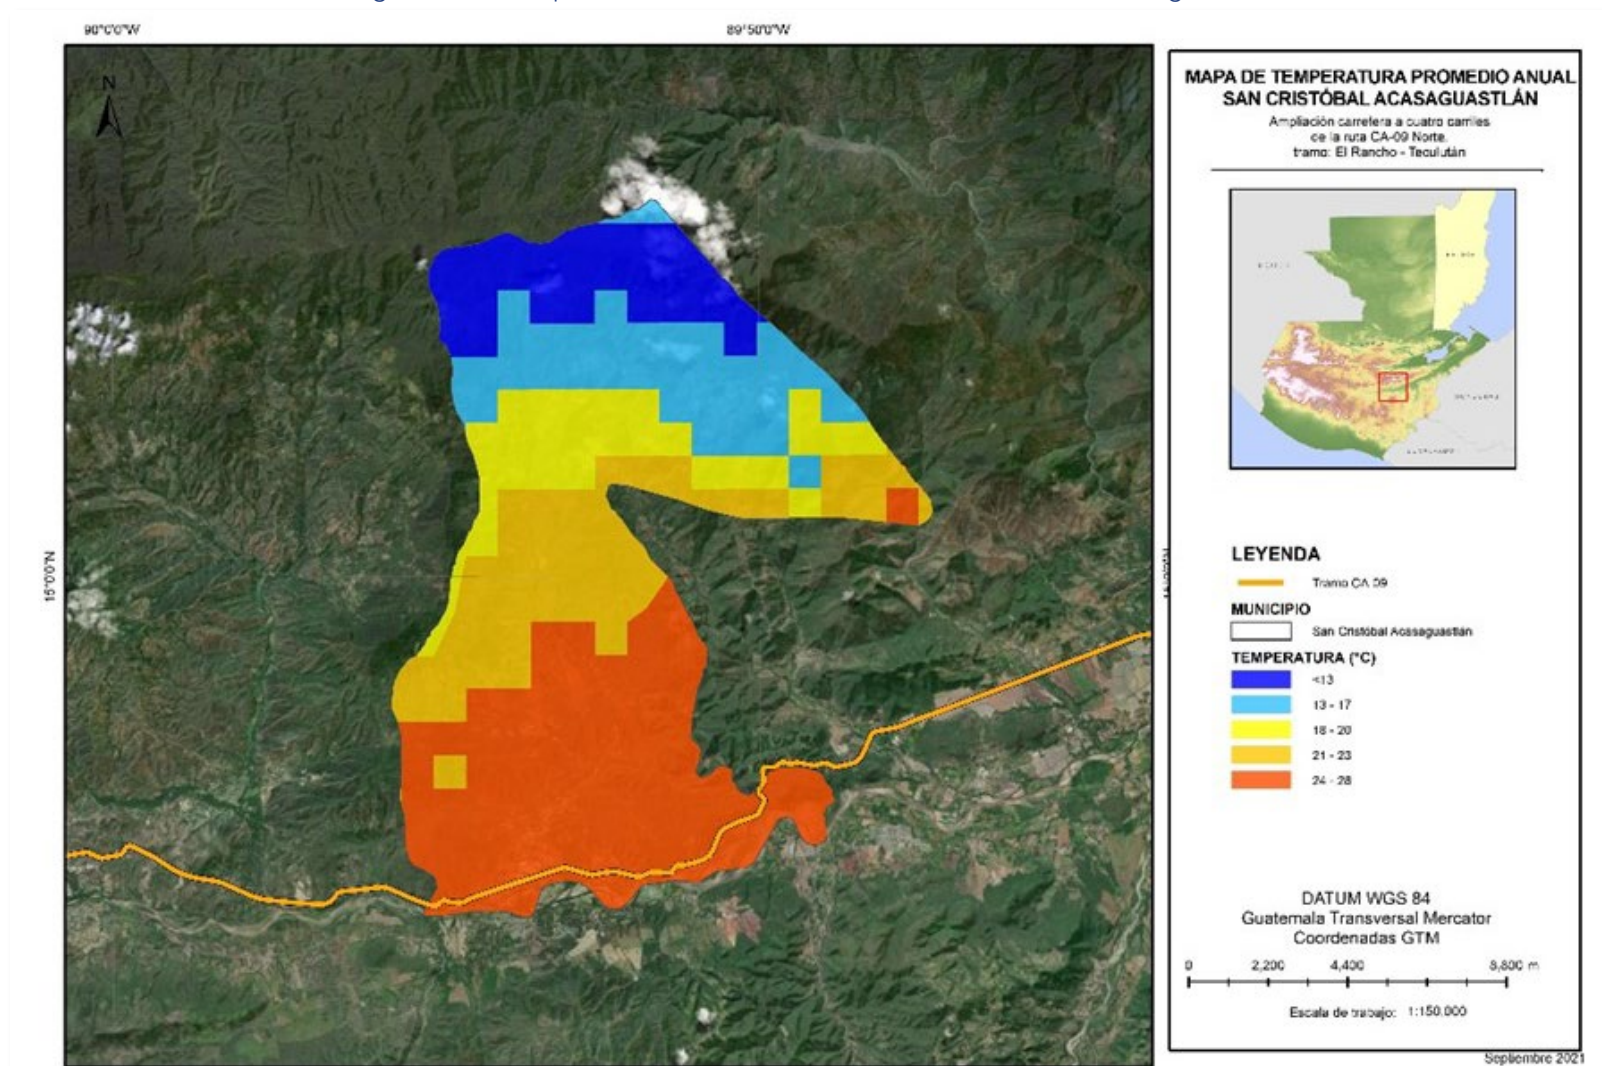 90°0'0"W
89°50'0"W
N
15°0'0"N
MAPA DE TEMPERATURA PROMEDIO ANUAL
SAN CRISTÓBAL ACASAGUASTLÁN
Ampliación carretera a cuatro carriles
de la ruta CA-09 Norte,
tramo: El Rancho - Teculután
LEYENDA
Tramo CA 09
MUNICIPIO
San Cristóbal Acasaguastlán
TEMPERATURA (°C)
<13
13 - 17
18 - 20
21 - 23
24 - 28
DATUM WGS 84
Guatemala Transversal Mercator
Coordenadas GTM
0 2,200 4,400 8,800 m
Escala de trabajo: 1:150,000
Septiembre 2021